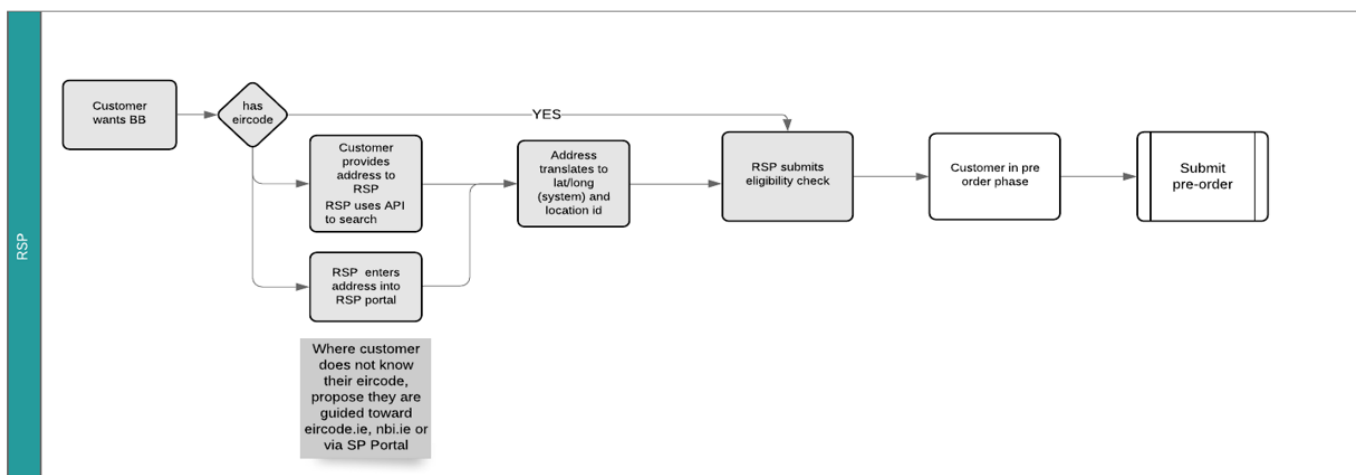 RSP
Customer
wants BB
has
eircode
YES
Customer
provides
address to
RSP
RSP uses API
to search
RSP enters
address into
RSP portal
Where customer
does not know
their eircode,
propose they are
guided toward
eircode.ie, nbi.ie or
via SP Portal
Address
translates to
lat/long
(system) and
location id
RSP submits
eligibility check
Customer in pre
order phase
Submit
pre-order